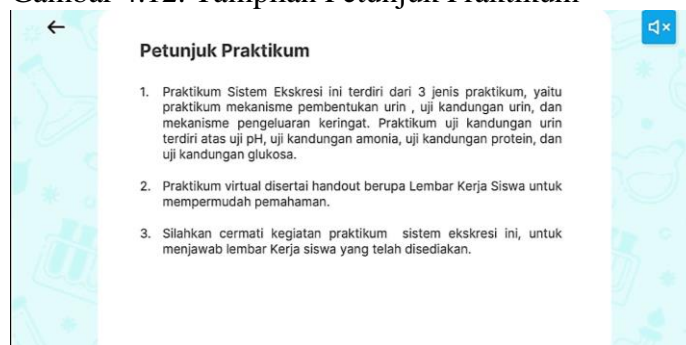 Gambar 4.12. Tampilan Petunjuk Praktikum
Petunjuk Praktikum
1. Praktikum Sistem Ekskresi ini terdiri dari 3 jenis praktikum, yaitu
praktikum mekanisme pembentukan urin , uji kandungan urin, dan
mekanisme pengeluaran keringat. Praktikum uji kandungan urin
terdiri atas uji pH, uji kandungan amonia, uji kandungan protein, dan
uji kandungan glukosa.
2. Praktikum virtual disertai handout berupa Lembar Kerja Siswa untuk
mempermudah pemahaman.
3. Silahkan cermati kegiatan praktikum sistem ekskresi ini, untuk
menjawab lembar Kerja siswa yang telah disediakan.